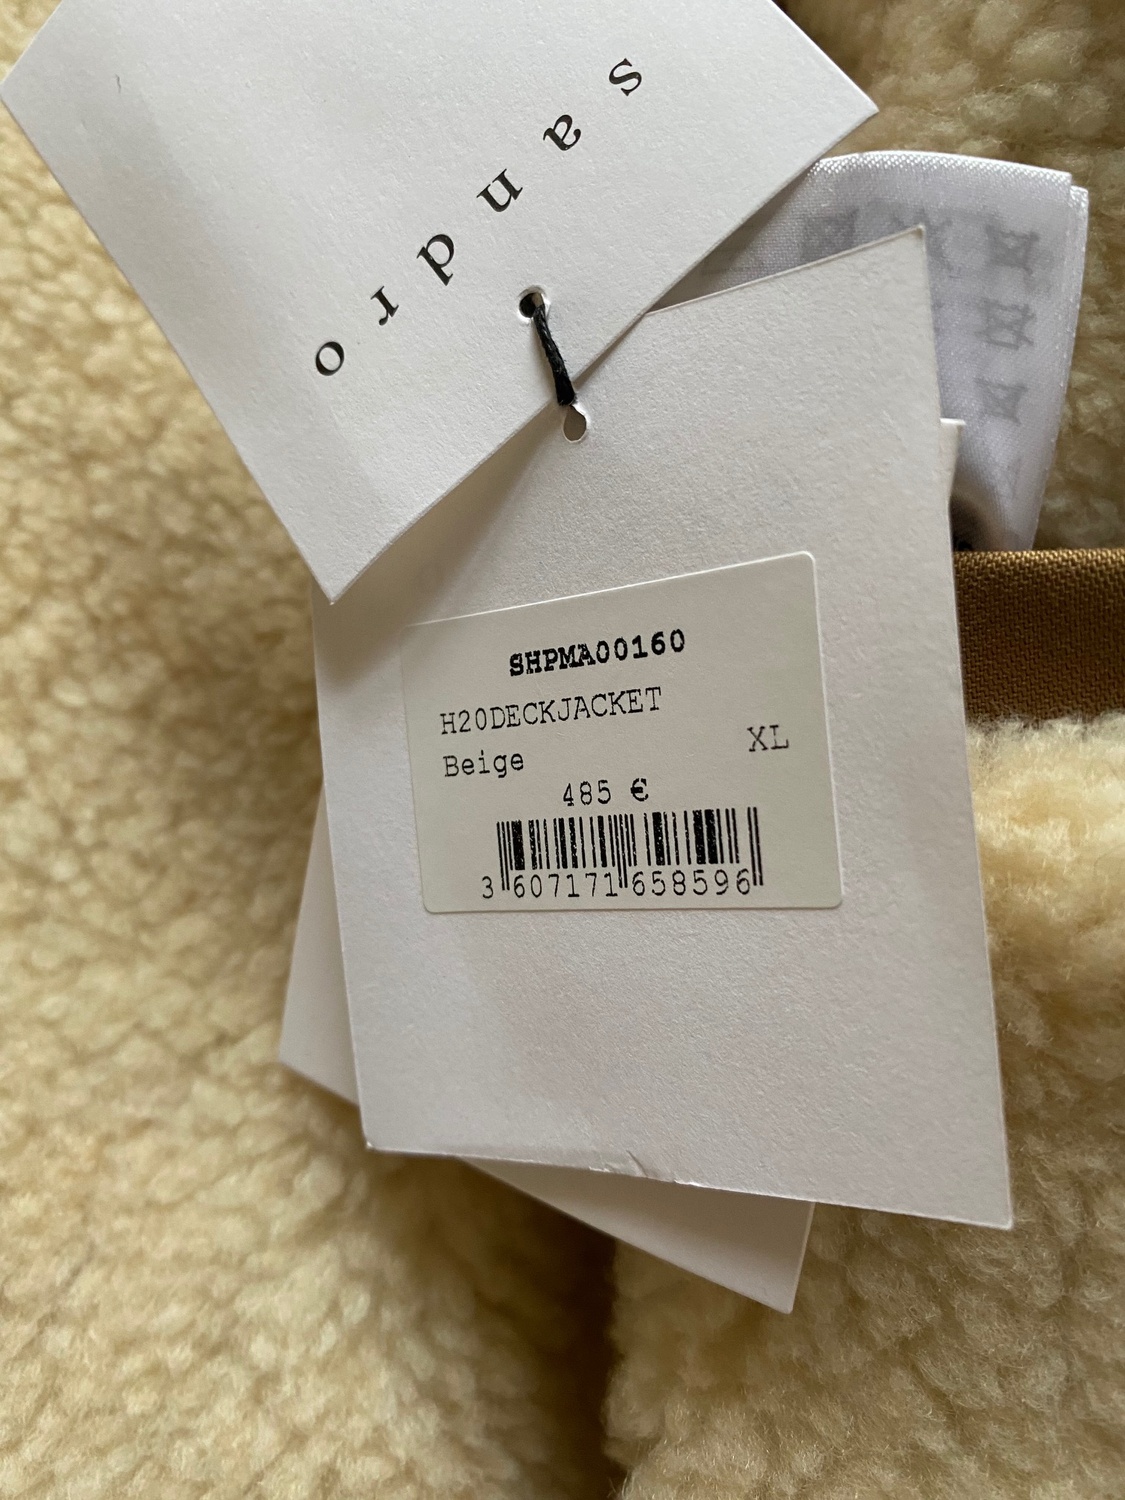 sandro
SHPMA00160
H20DECKJACKET
Beige XL
485 €
3 607171 658596